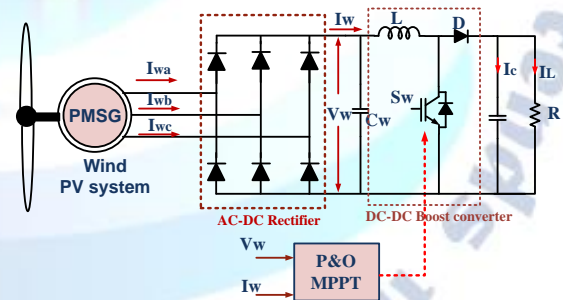 Iw
L
D
Iwa
Iwb
Iwc
PMSG
Vw
Cw
Sw
Ic
IL
R
Wind
PV system
AC-DC Rectifier
DC-DC Boost converter
Vw
Iw
P&O
MPPT